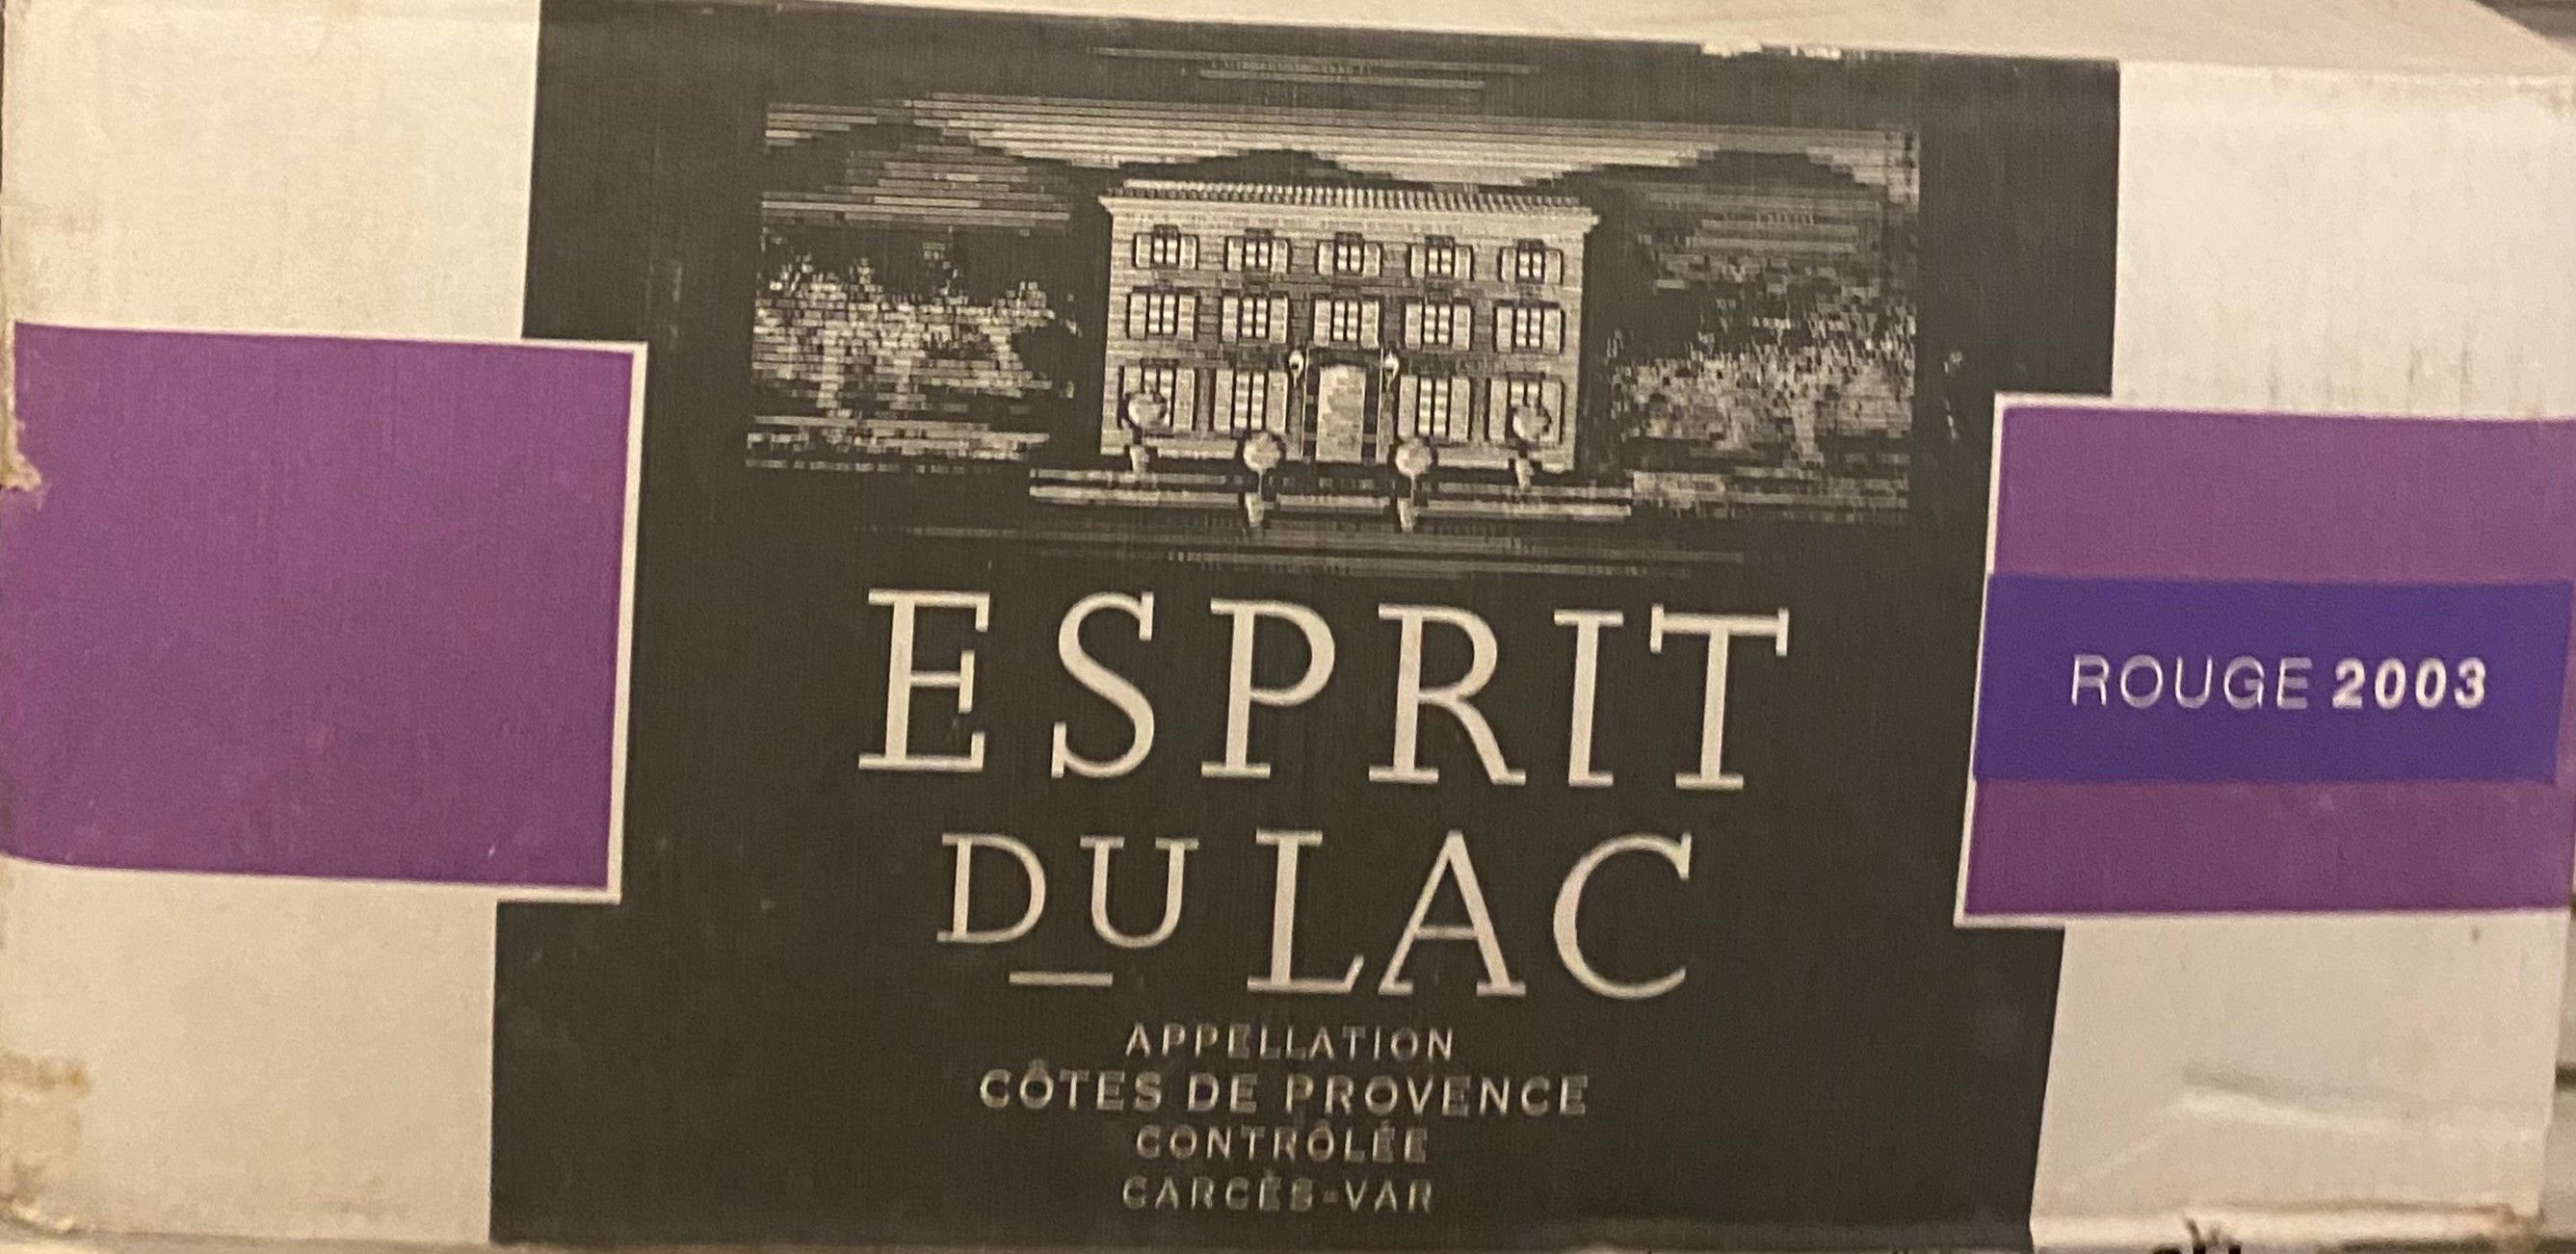 ESPRIT
DU LAC
APPELLATION
CÔTES DE PROVENCE
CONTRÔLÉE
CARCÈS-VAR
ROUGE 2003